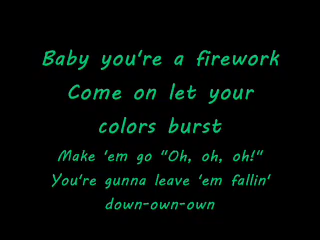 Baby you're a firework
Come on let your
colors burst
Make 'em go "Oh, oh, oh!"
You're gunna leave 'em fallin'
down-own-own